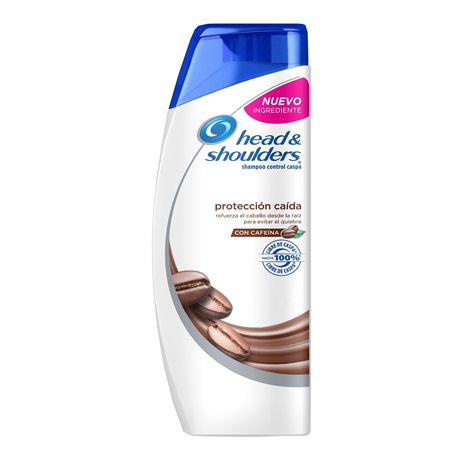 NUEVO
INGREDIENTE
head &
shoulders®
shampoo control caspa
protección caída
refuerza el cabello desde la raíz
para evitar el quiebre
CON CAFEÍNA
LIBRE DE CASPA*
HASTA 100%
LIBRE DE CASPA*